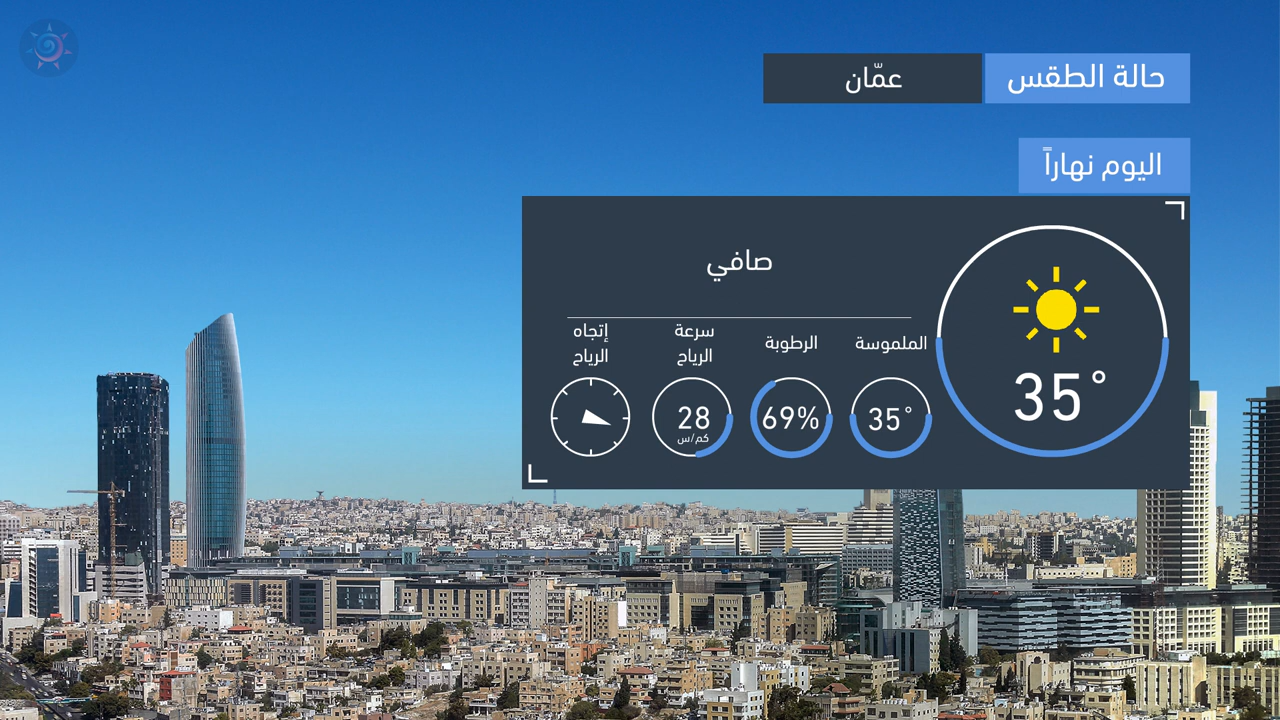 حالة الطقس
عمّان
اليوم نهاراً
صافي
35°
الملموسة
35°
الرطوبة
69%
سرعة
الرياح
28
كم/س
إتجاه
الرياح